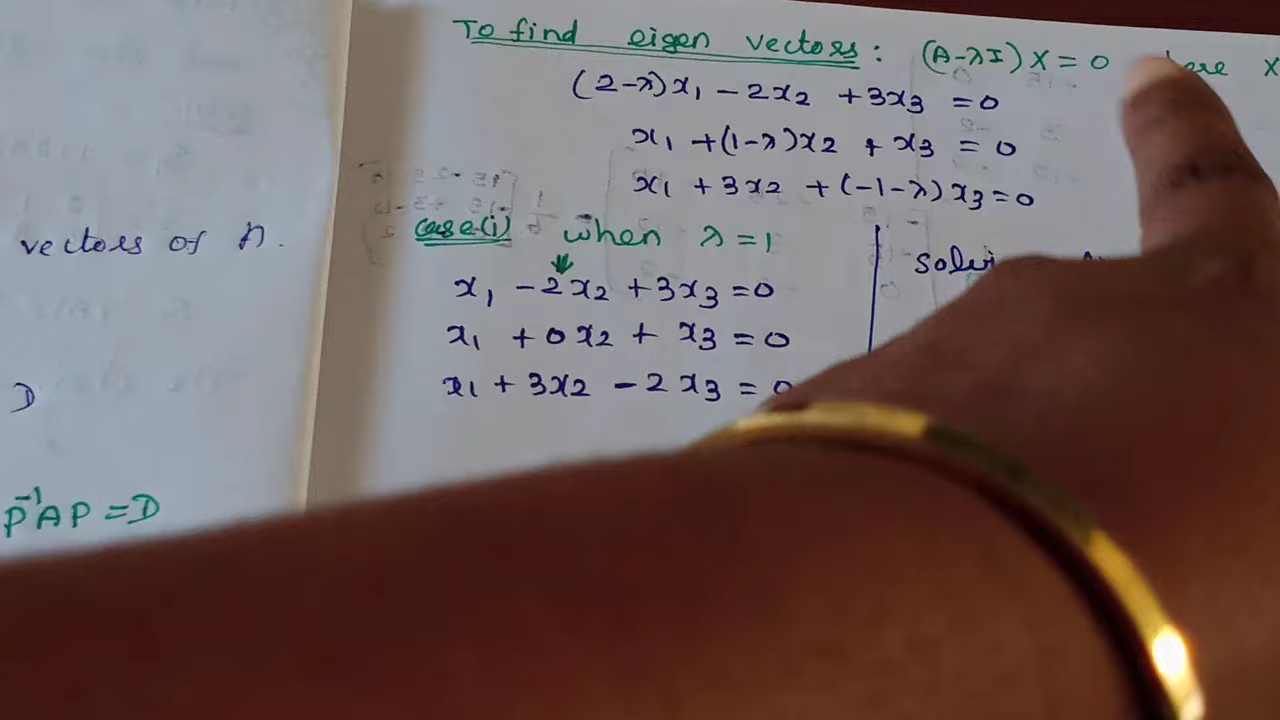 To find eigen vectors: (A-λI)X=0 X
(2-λ)x₁ - 2x₂ + 3x₃ = 0
x₁ + (1-λ)x₂ + x₃ = 0
x₁ + 3x₂ + (-1-λ)x₃ = 0
case(i) when λ=1
x₁ - 2x₂ + 3x₃ = 0
x₁ + 0x₂ + x₃ = 0
x₁ + 3x₂ - 2x₃ = 0
vectors of A.
D
P⁻¹AP = D